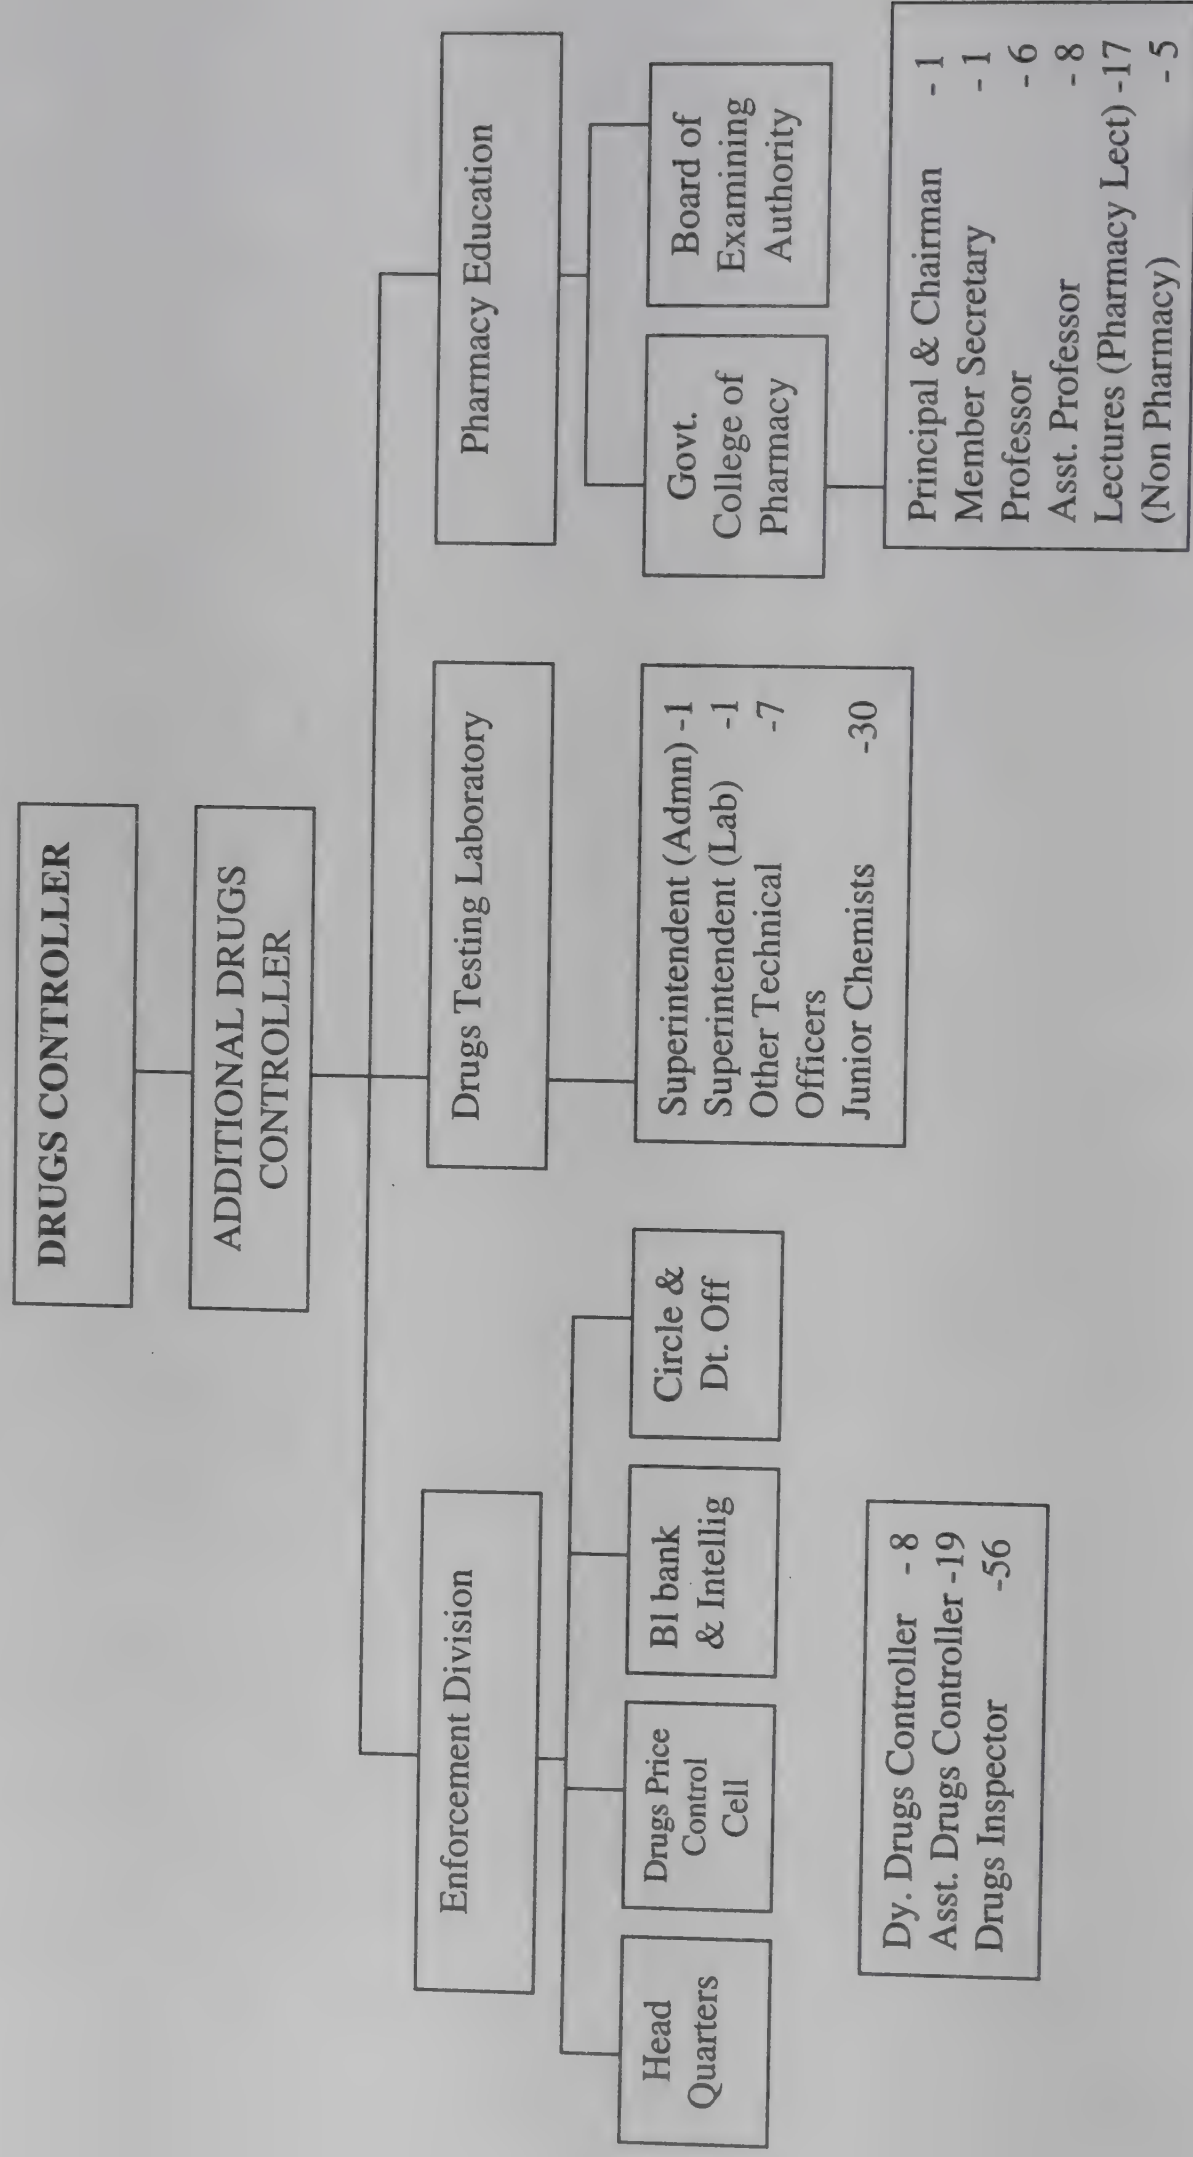 DRUGS CONTROLLER
ADDITIONAL DRUGS
CONTROLLER
Enforcement Division
Drugs Testing Laboratory
Pharmacy Education
Head
Quarters
Drugs Price
Control
Cell
BI bank
& Intellig
Circle &
Dt. Off
Dy. Drugs Controller - 8
Asst. Drugs Controller -19
Drugs Inspector -56
Superintendent (Admn) -1
Superintendent (Lab) -1
Other Technical -7
Officers
Junior Chemists -30
Govt.
College of
Pharmacy
Board of
Examining
Authority
Principal & Chairman - 1
Member Secretary - 1
Professor - 6
Asst. Professor - 8
Lectures (Pharmacy Lect) -17
(Non Pharmacy) - 5